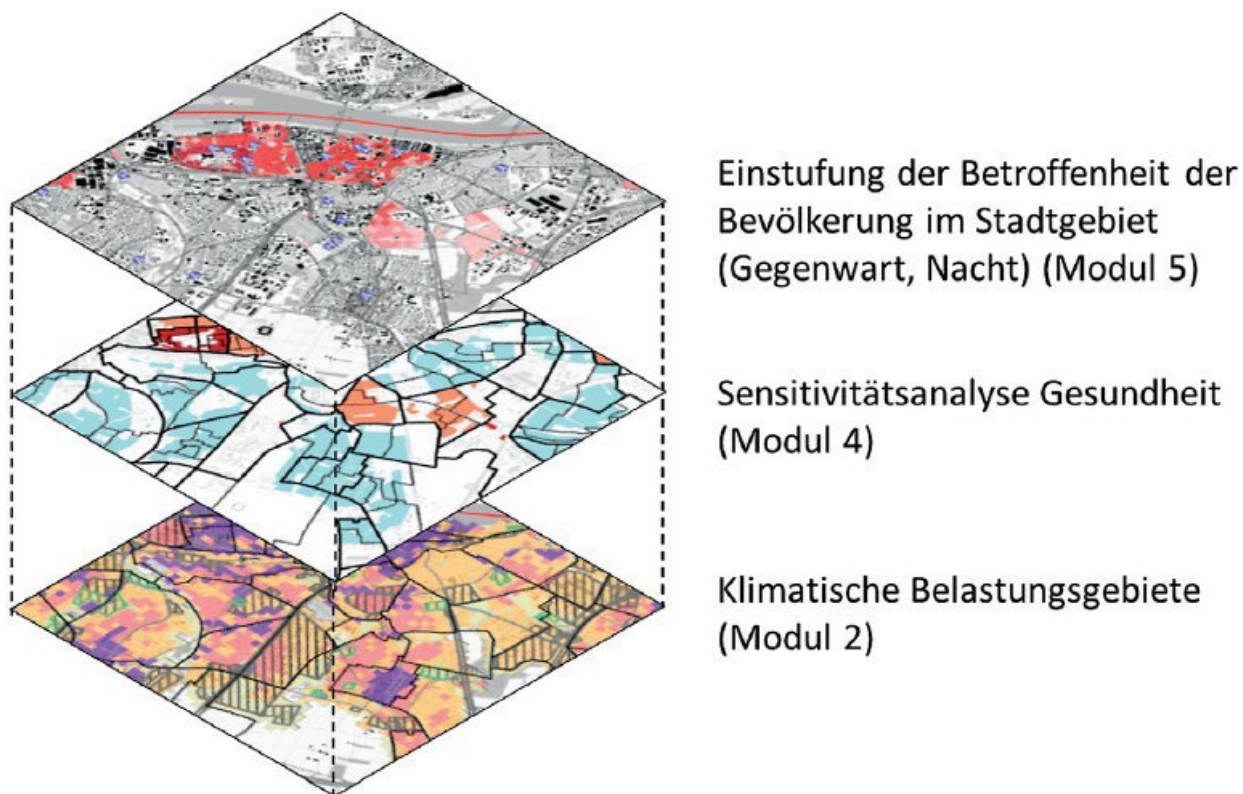 Einstufung der Betroffenheit der
Bevölkerung im Stadtgebiet
(Gegenwart, Nacht) (Modul 5)
Sensitivitätsanalyse Gesundheit
(Modul 4)
Klimatische Belastungsgebiete
(Modul 2)